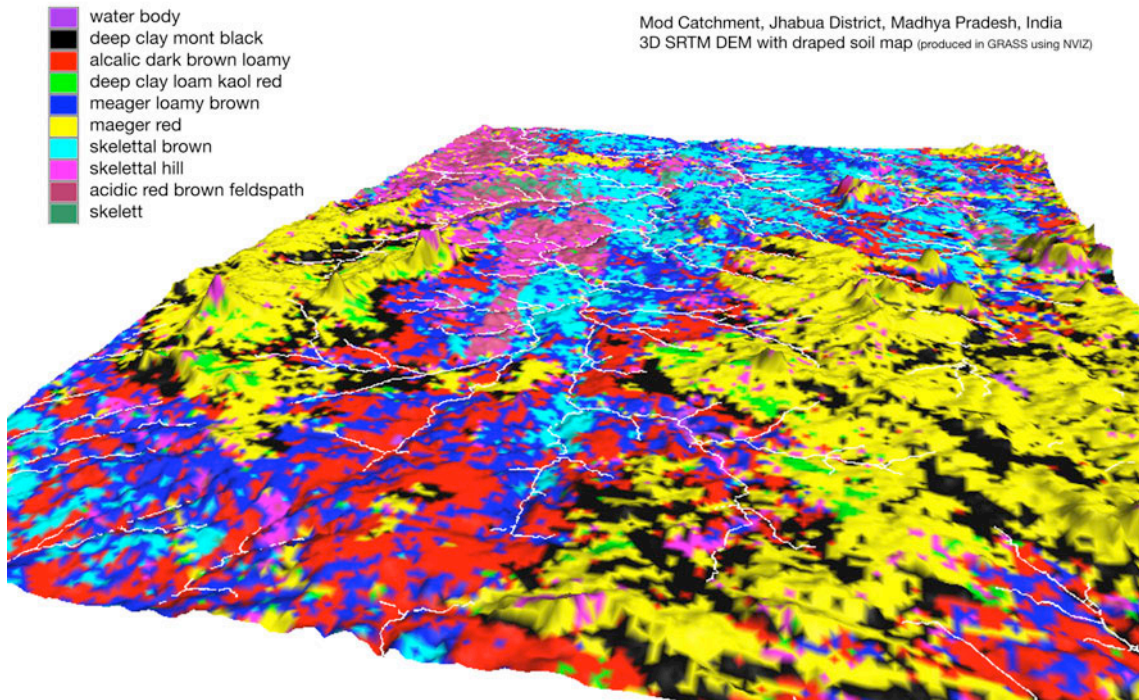 water body
deep clay mont black
alcalic dark brown loamy
deep clay loam kaol red
meager loamy brown
maeger red
skelettal brown
skelettal hill
acidic red brown feldspath
skelett
Mod Catchment, Jhabua District, Madhya Pradesh, India
3D SRTM DEM with draped soil map (produced in GRASS using NVIZ)